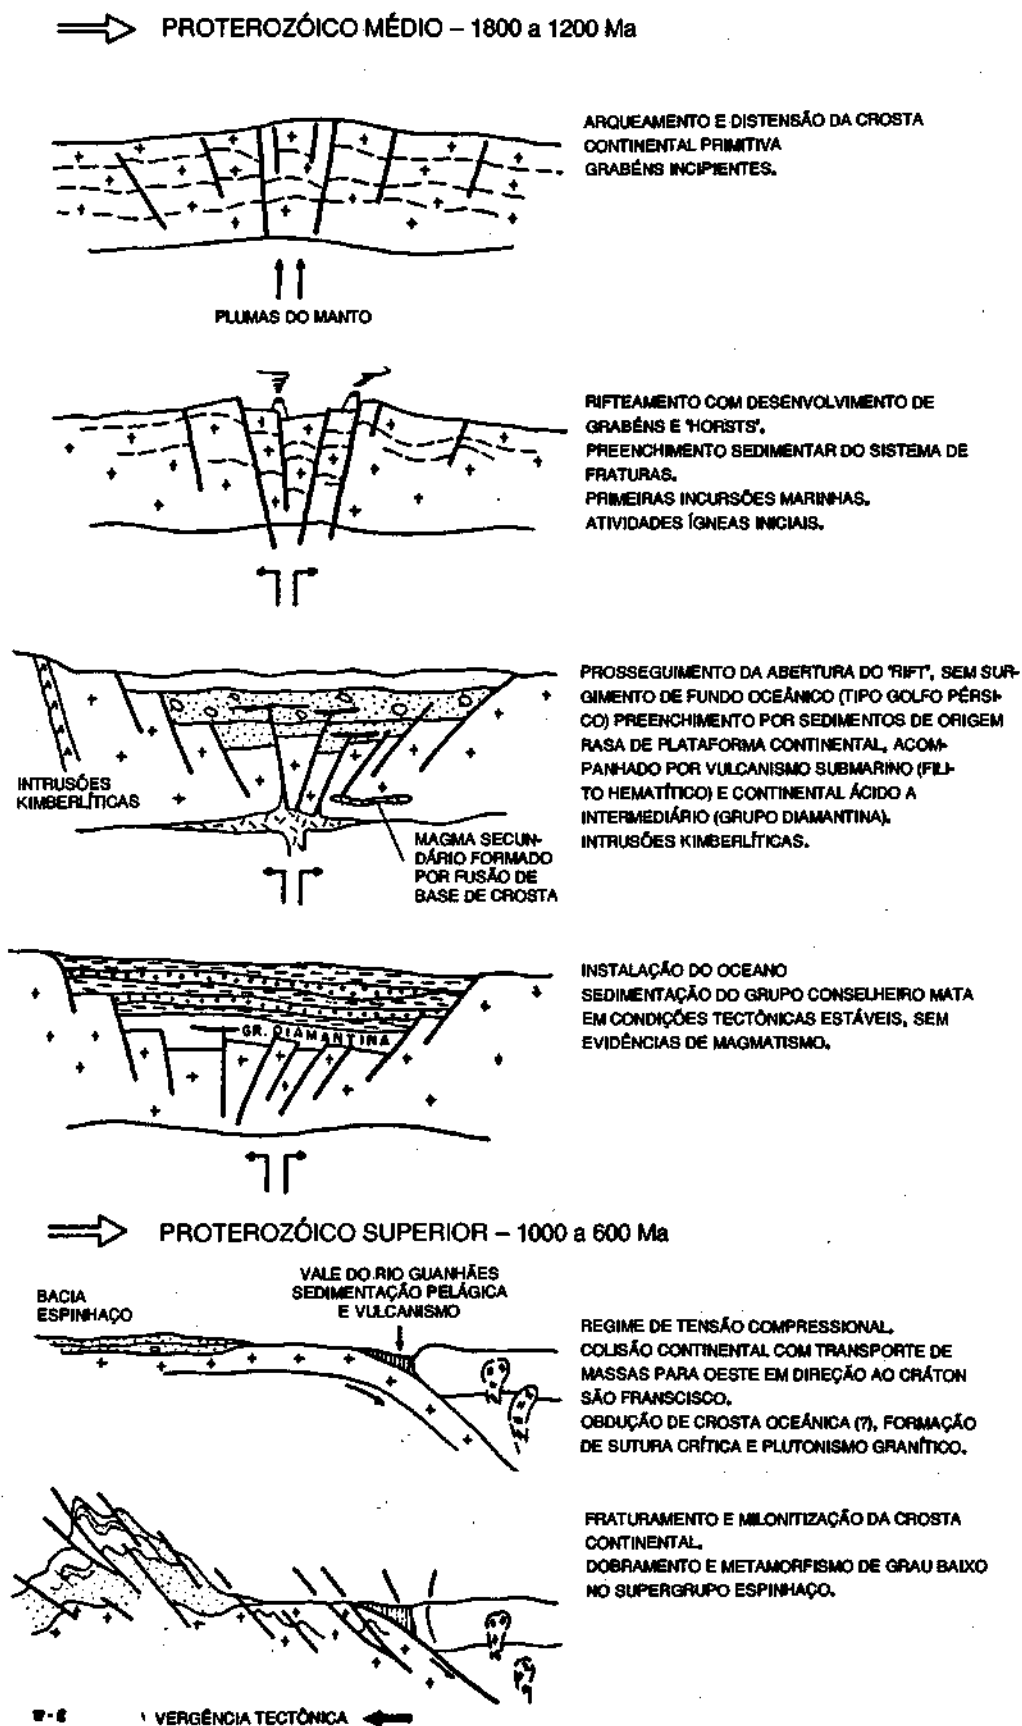 PROTEROZÓICO MÉDIO – 1800 a 1200 Ma
ARQUEAMENTO E DISTENSÃO DA CROSTA
CONTINENTAL PRIMITIVA
GRABÉNS INCIPIENTES.
PLUMAS DO MANTO
RIFTEAMENTO COM DESENVOLVIMENTO DE
GRABÉNS E 'HORSTS'.
PREENCHIMENTO SEDIMENTAR DO SISTEMA DE
FRATURAS.
PRIMEIRAS INCURSÕES MARINHAS.
ATIVIDADES ÍGNEAS INICIAIS.
PROSSEGUIMENTO DA ABERTURA DO 'RIFT', SEM SUR-
GIMENTO DE FUNDO OCEÂNICO (TIPO GOLFO PÉRSI-
CO) PREENCHIMENTO POR SEDIMENTOS DE ORIGEM
RASA DE PLATAFORMA CONTINENTAL, ACOM-
PANHADO POR VULCANISMO SUBMARINO (FILI-
TO HEMATÍTICO) E CONTINENTAL ÁCIDO A
INTERMEDIÁRIO (GRUPO DIAMANTINA).
INTRUSÕES KIMBERLÍTICAS.
INTRUSÕES
KIMBERLÍTICAS
MAGMA SECUN-
DÁRIO FORMADO
POR FUSÃO DE
BASE DE CROSTA
INSTALAÇÃO DO OCEANO
SEDIMENTAÇÃO DO GRUPO CONSELHEIRO MATA
EM CONDIÇÕES TECTÔNICAS ESTÁVEIS, SEM
EVIDÊNCIAS DE MAGMATISMO.
GR. DIAMANTINA
PROTEROZÓICO SUPERIOR – 1000 a 600 Ma
BACIA
ESPINHAÇO
VALE DO RIO GUANHÃES
SEDIMENTAÇÃO PELÁGICA
E VULCANISMO
REGIME DE TENSÃO COMPRESSIONAL.
COLISÃO CONTINENTAL COM TRANSPORTE DE
MASSAS PARA OESTE EM DIREÇÃO AO CRÁTON
SÃO FRANSCISCO.
OBDUÇÃO DE CROSTA OCEÂNICA (?), FORMAÇÃO
DE SUTURA CRÍTICA E PLUTONISMO GRANÍTICO.
FRATURAMENTO E MILONITIZAÇÃO DA CROSTA
CONTINENTAL.
DOBRAMENTO E METAMORFISMO DE GRAU BAIXO
NO SUPERGRUPO ESPINHAÇO.
VERGÊNCIA TECTÔNICA